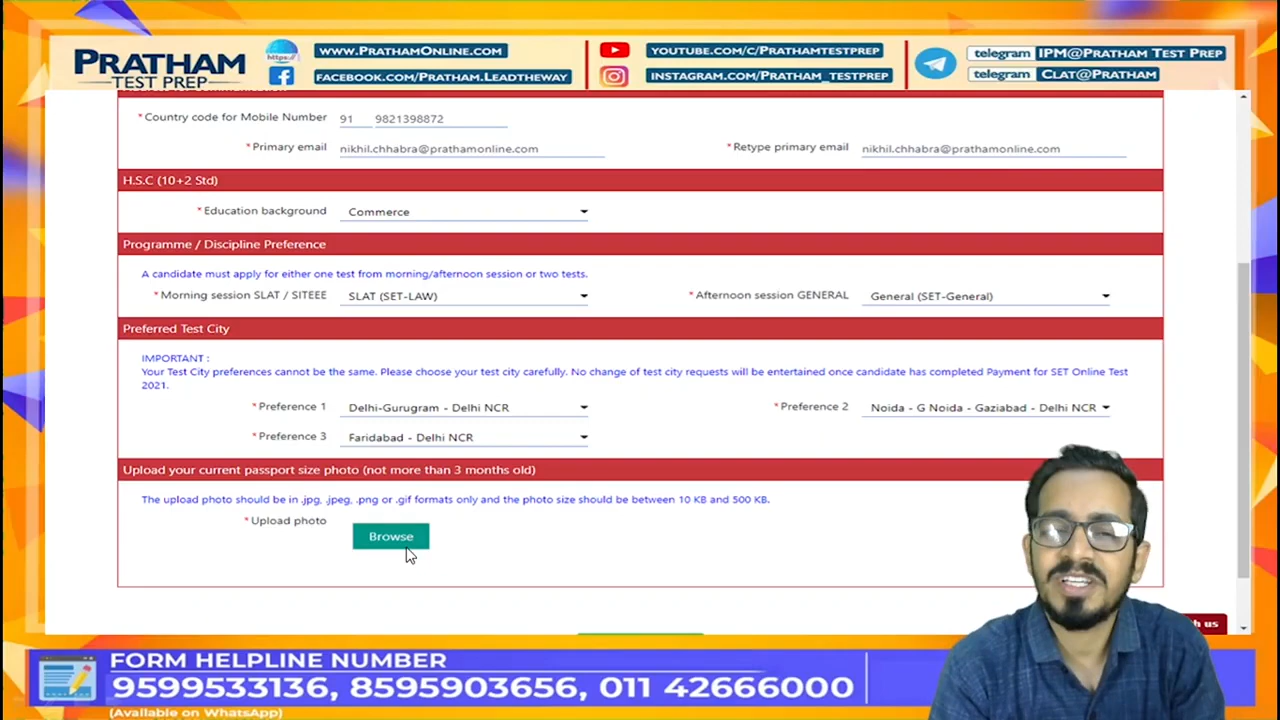 PRATHAM
TEST PREP
https://
WWW.PRATHAMONLINE.COM
FACEBOOK.COM/PRATHAM.LEADTHEWAY
YOUTUBE.COM/C/PRATHAMTESTPREP
INSTAGRAM.COM/PRATHAM_TESTPREP
telegram IPM@PRATHAM TEST PREP
telegram CLAT@PRATHAM
*Country code for Mobile Number 91 9821398872
*Primary email nikhil.chhabra@prathamonline.com *Retype primary email nikhil.chhabra@prathamonline.com
H.S.C (10+2 Std)
*Education background Commerce
Programme / Discipline Preference
A candidate must apply for either one test from morning/afternoon session or two tests.
*Morning session SLAT / SITEEE SLAT (SET-LAW) *Afternoon session GENERAL General (SET-General)
Preferred Test City
IMPORTANT :
Your Test City preferences cannot be the same. Please choose your test city carefully. No change of test city requests will be entertained once candidate has completed Payment for SET Online Test
2021.
*Preference 1 Delhi-Gurugram - Delhi NCR *Preference 2 Noida - G Noida - Gaziabad - Delhi NCR
*Preference 3 Faridabad - Delhi NCR
Upload your current passport size photo (not more than 3 months old)
The upload photo should be in .jpg, .jpeg, .png or .gif formats only and the photo size should be between 10 KB and 500 KB.
*Upload photo
Browse
us
FORM HELPLINE NUMBER
9599533136, 8595903656, 011 42666000
(Available on WhatsApp)